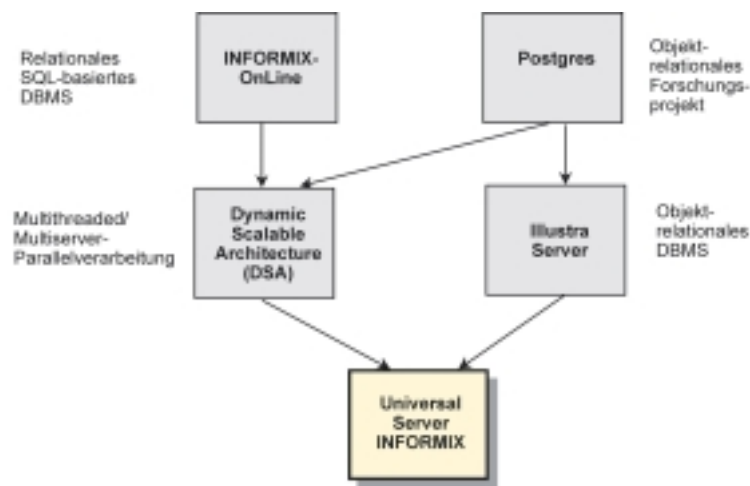 Relationales
SQL-basiertes
DBMS
INFORMIX-
OnLine
Postgres
Objekt-
relationales
Forschungs-
projekt
Multithreaded/
Multiserver-
Parallelverarbeitung
Dynamic
Scalable
Architecture
(DSA)
Illustra
Server
Objekt-
relationales
DBMS
Universal
Server
INFORMIX